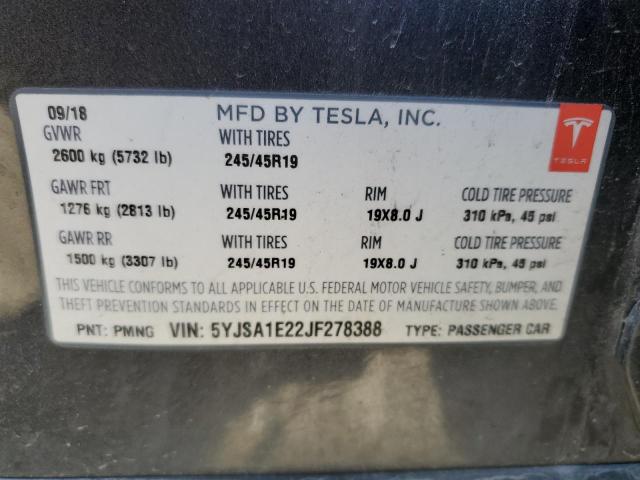 09/18 MFD BY TESLA, INC.
GVWR WITH TIRES
2600 kg (5732 lb) 245/45R19
TESLA
GAWR FRT WITH TIRES RIM COLD TIRE PRESSURE
1276 kg (2813 lb) 245/45R19 19X8.0 J 310 kPa, 45 psi
GAWR RR WITH TIRES RIM COLD TIRE PRESSURE
1500 kg (3307 lb) 245/45R19 19X8.0 J 310 kPa, 45 psi
THIS VEHICLE CONFORMS TO ALL APPLICABLE U.S. FEDERAL MOTOR VEHICLE SAFETY, BUMPER, AND
THEFT PREVENTION STANDARDS IN EFFECT ON THE DATE OF MANUFACTURE SHOWN ABOVE.
PNT: PMNG VIN: 5YJSA1E22JF278388 TYPE: PASSENGER CAR